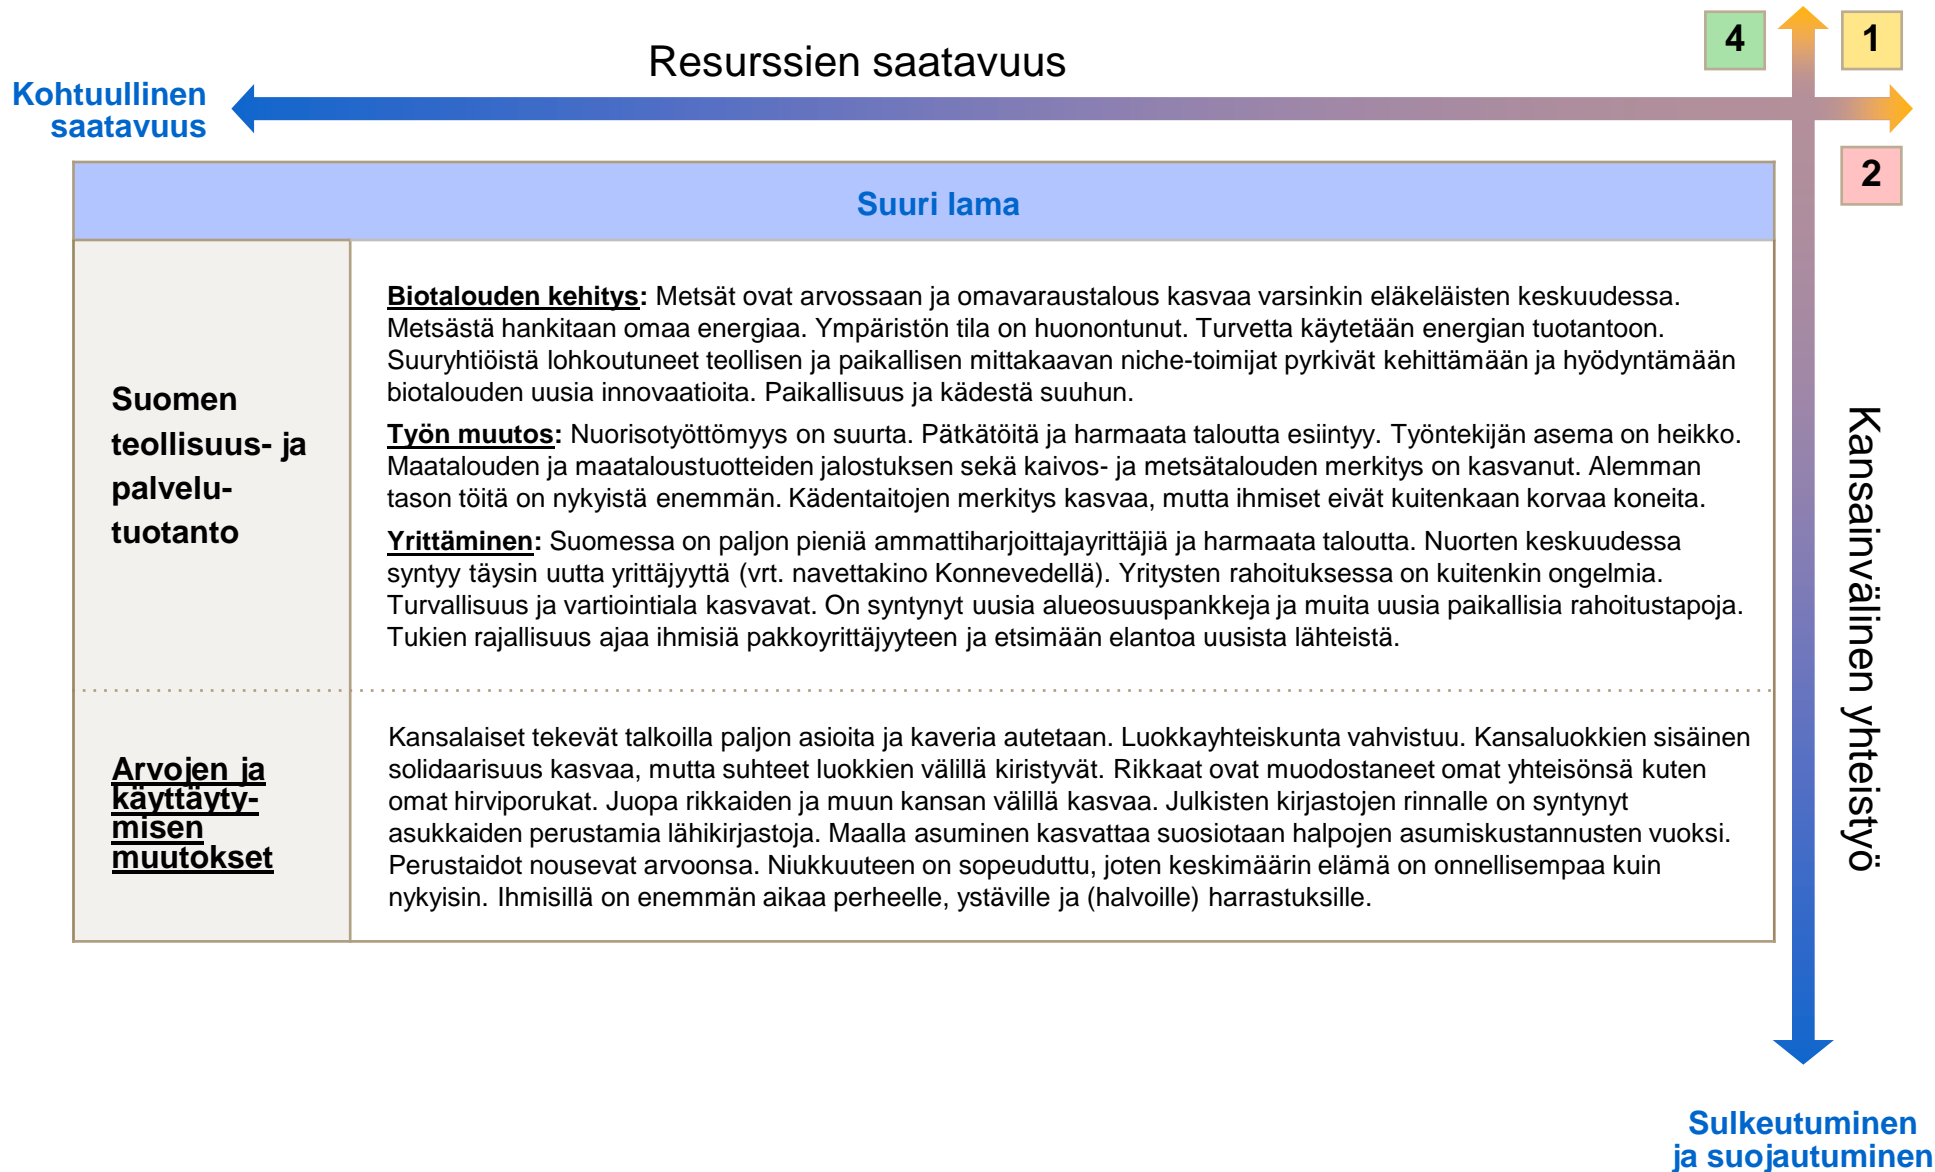 Resurssien saatavuus
4
1
Kohtuullinen
saatavuus
2
Suuri lama
Suomen
teollisuus- ja
palvelu-
tuotanto
Biotalouden kehitys: Metsät ovat arvossaan ja omavaraustalous kasvaa varsinkin eläkeläisten keskuudessa.
Metsästä hankitaan omaa energiaa. Ympäristön tila on huonontunut. Turvetta käytetään energian tuotantoon.
Suuryhtiöistä lohkoutuneet teollisen ja paikallisen mittakaavan niche-toimijat pyrkivät kehittämään ja hyödyntämään
biotalouden uusia innovaatioita. Paikallisuus ja kädestä suuhun.
Työn muutos: Nuorisotyöttömyys on suurta. Pätkätöitä ja harmaata taloutta esiintyy. Työntekijän asema on heikko.
Maatalouden ja maataloustuotteiden jalostuksen sekä kaivos- ja metsätalouden merkitys on kasvanut. Alemman
tason töitä on nykyistä enemmän. Kädentaitojen merkitys kasvaa, mutta ihmiset eivät kuitenkaan korvaa koneita.
Yrittäminen: Suomessa on paljon pieniä ammattiharjoittajayrittäjiä ja harmaata taloutta. Nuorten keskuudessa
syntyy täysin uutta yrittäjyyttä (vrt. navettakino Konnevedellä). Yritysten rahoituksessa on kuitenkin ongelmia.
Turvallisuus ja vartiointiala kasvavat. On syntynyt uusia alueosuuspankkeja ja muita uusia paikallisia rahoitustapoja.
Tukien rajallisuus ajaa ihmisiä pakkoyrittäjyyteen ja etsimään elantoa uusista lähteistä.
Arvojen ja
käyttäyty-
misen
muutokset
Kansalaiset tekevät talkoilla paljon asioita ja kaveria autetaan. Luokkayhteiskunta vahvistuu. Kansaluokkien sisäinen
solidaarisuus kasvaa, mutta suhteet luokkien välillä kiristyvät. Rikkaat ovat muodostaneet omat yhteisönsä kuten
omat hirviporukat. Juopa rikkaiden ja muun kansan välillä kasvaa. Julkisten kirjastojen rinnalle on syntynyt
asukkaiden perustamia lähikirjastoja. Maalla asuminen kasvattaa suosiotaan halpojen asumiskustannusten vuoksi.
Perustaidot nousevat arvoonsa. Niukkuuteen on sopeuduttu, joten keskimäärin elämä on onnellisempaa kuin
nykyisin. Ihmisillä on enemmän aikaa perheelle, ystäville ja (halvoille) harrastuksille.
Kansainvälinen yhteistyö
Sulkeutuminen
ja suojautuminen